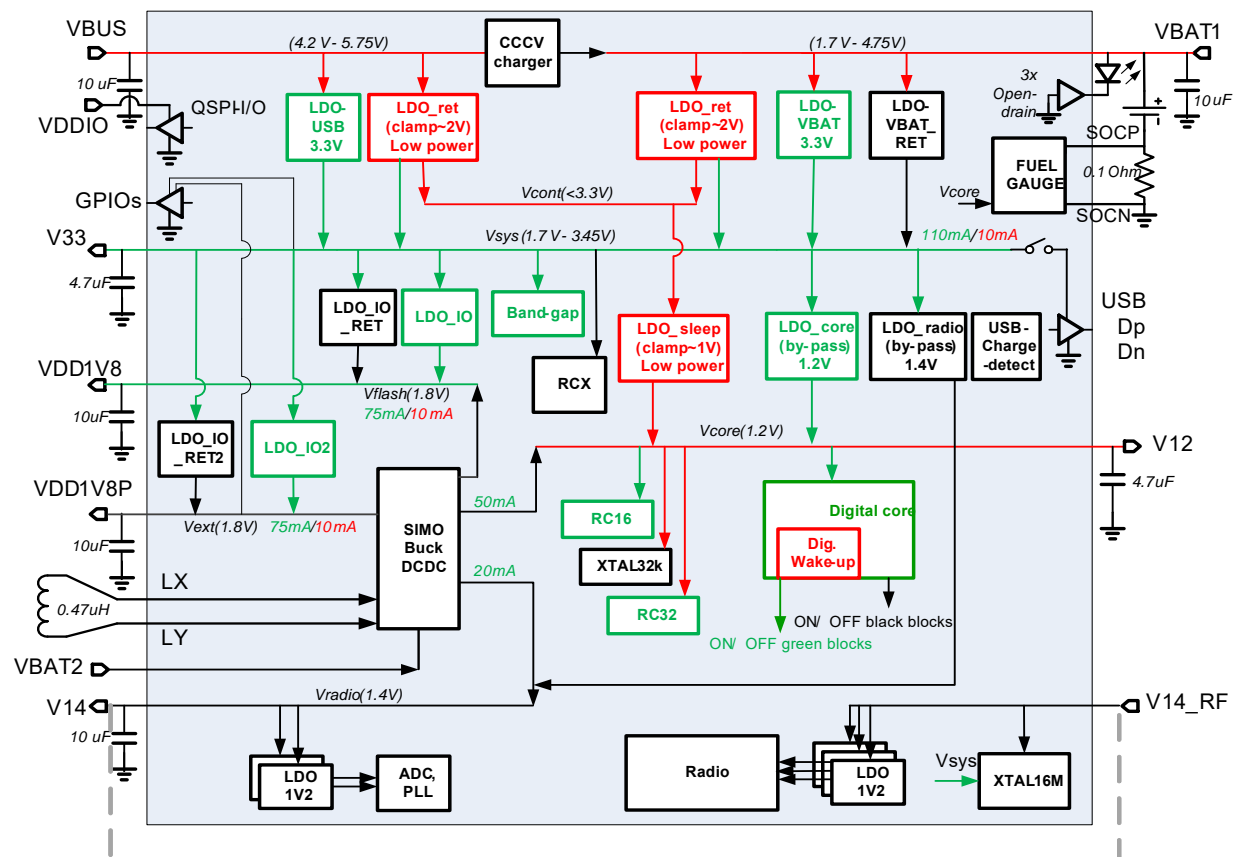 VBUS
(4.2 V - 5.75V)
CCCV
charger
(1.7 V - 4.75V)
VBAT1
10 uF
QSPI-I/O
VDDIO
LDO-
USB
3.3V
LDO_ret
(clamp~2V)
Low power
LDO_ret
(clamp~2V)
Low power
LDO-
VBAT
3.3V
LDO-
VBAT_
RET
3x
Open-
drain
10uF
SOCP
FUEL
GAUGE
0.1 Ohm
SOCN
Vcore
GPIOs
Vcont(<3.3V)
V33
Vsys (1.7 V - 3.45V)
110mA/10mA
4.7uF
LDO_IO
_RET
LDO_IO
Band-gap
RCX
LDO_sleep
(clamp~1V)
Low power
LDO_core
(by-pass)
1.2V
LDO_radio
(by-pass)
1.4V
USB-
Charge
-detect
USB
Dp
Dn
VDD1V8
Vflash(1.8V)
75mA/10 mA
10uF
LDO_IO
_RET2
LDO_IO2
Vcore(1.2V)
V12
4.7uF
VDD1V8P
Vext(1.8V)
75mA/10mA
10uF
SIMO
Buck
DCDC
50mA
20mA
RC16
XTAL32k
RC32
Digital core
Dig.
Wake-up
ON/ OFF black blocks
ON/ OFF green blocks
LX
0.47uH
LY
VBAT2
V14
Vradio(1.4V)
V14_RF
10 uF
LDO
1V2
ADC,
PLL
Radio
LDO
1V2
Vsys
XTAL16M